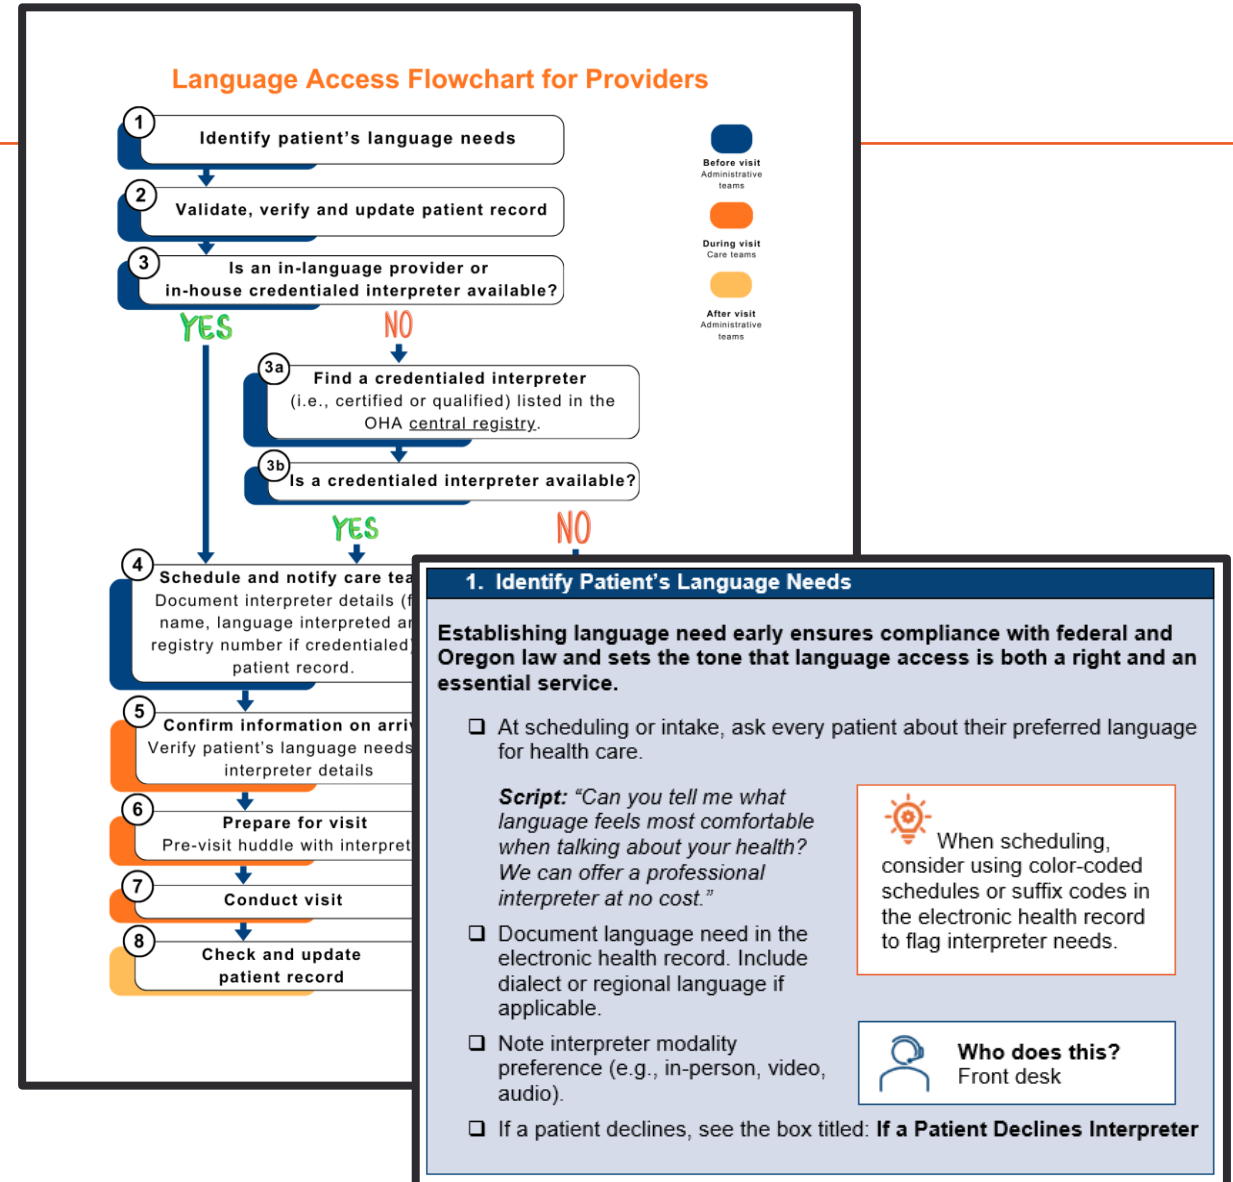 Language Access Flowchart for Providers
1
Identify patient's language needs
2
Validate, verify and update patient record
3
Is an in-language provider or
in-house credentialed interpreter available?
YES
NO
3a
Find a credentialed interpreter
(i.e., certified or qualified) listed in the
OHA central registry.
3b
Is a credentialed interpreter available?
YES
NO
4
Schedule and notify care
Document interpreter details
name, language interpreted
registry number if credentialed)
patient record.
5
Confirm information on
Verify patient's language needs
interpreter details
6
Prepare for visit
Pre-visit huddle with
7
Conduct visit
8
Check and update
patient record
Before visit
Administrative
teams
During visit
Care teams
After visit
Administrative
teams
1. Identify Patient's Language Needs
Establishing language need early ensures compliance with federal and
Oregon law and sets the tone that language access is both a right and an
essential service.
❑ At scheduling or intake, ask every patient about their preferred language
for health care.
Script: “Can you tell me what
language feels most comfortable
when talking about your health?
We can offer a professional
interpreter at no cost.”
❑ Document language need in the
electronic health record. Include
dialect or regional language if
applicable.
❑ Note interpreter modality
preference (e.g., in-person, video,
audio).
❑ If a patient declines, see the box titled: If a Patient Declines Interpreter
When scheduling,
consider using color-coded
schedules or suffix codes in
the electronic health record
to flag interpreter needs.
Who does this?
Front desk